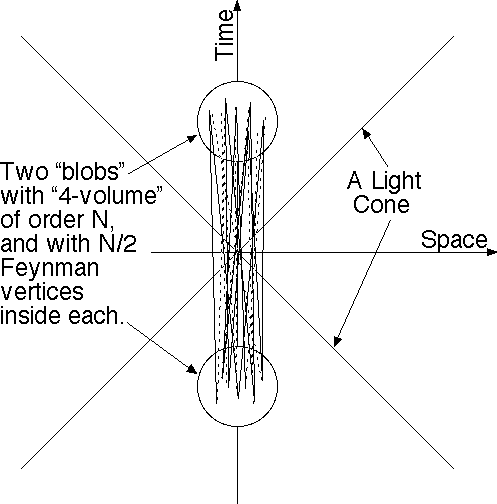 Time
Two “blobs”
with “4-volume”
of order N,
and with N/2
Feynman
vertices
inside each.
A Light
Cone
Space